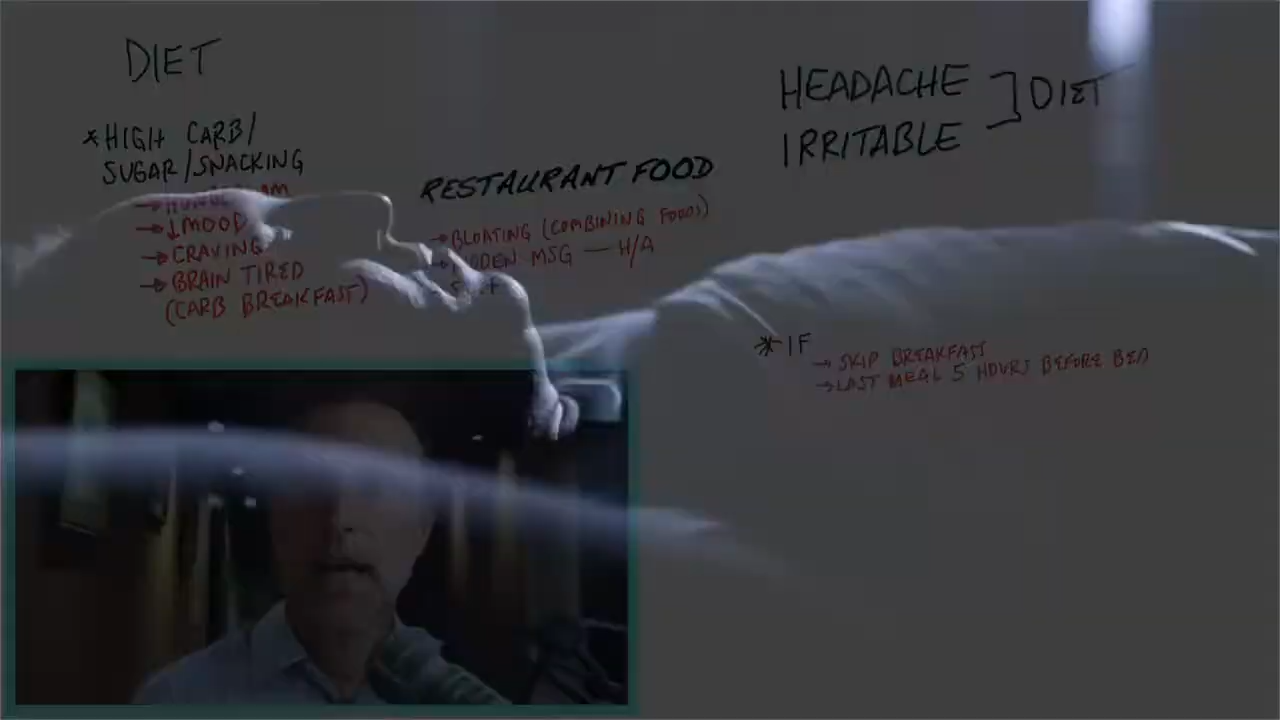 DIET
*HIGH CARB/
SUGAR/SNACKING
→↓MOOD
→CRAVING
→BRAIN TIRED
(CARB BREAKFAST)
RESTAURANT FOOD
→BLOATING (COMBINING FOODS)
MSG — H/A
HEADACHE
IRRITABLE
] DIET
*IF
→SKIP BREAKFAST
→LAST MEAL 5 HOURS BEFORE BED